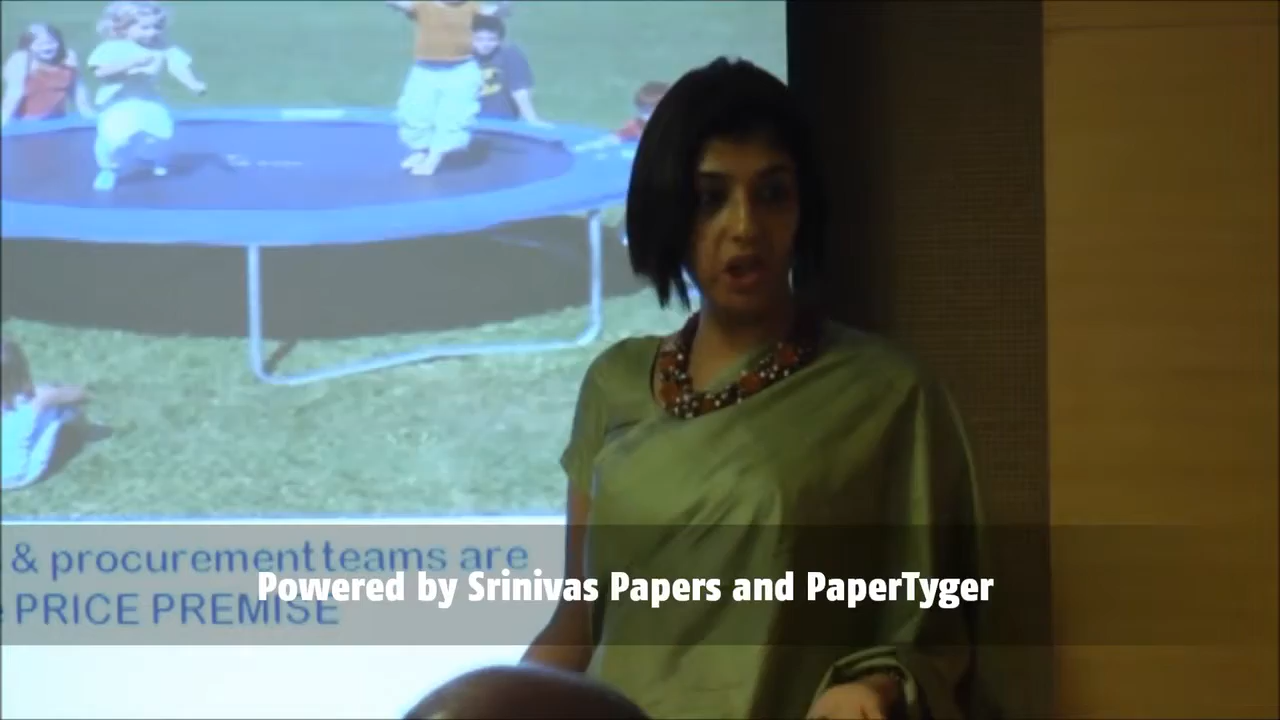 & procurement teams are
PRICE PREMISE
Powered by Srinivas Papers and PaperTyger